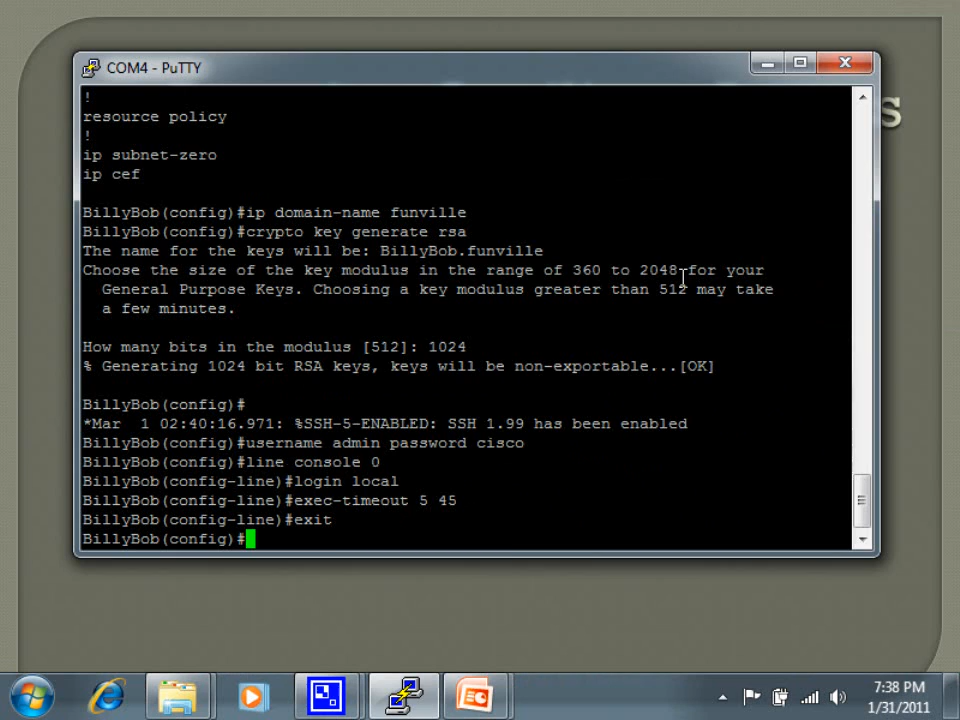 COM4 - PuTTY
s
!
resource policy
!
ip subnet-zero
ip cef
BillyBob(config)#ip domain-name funville
BillyBob(config)#crypto key generate rsa
The name for the keys will be: BillyBob.funville
Choose the size of the key modulus in the range of 360 to 2048 for your
General Purpose Keys. Choosing a key modulus greater than 512 may take
a few minutes.
How many bits in the modulus [512]: 1024
% Generating 1024 bit RSA keys, keys will be non-exportable...[OK]
BillyBob(config)#
*Mar 1 02:40:16.971: %SSH-5-ENABLED: SSH 1.99 has been enabled
BillyBob(config)#username admin password cisco
BillyBob(config)#line console 0
BillyBob(config-line)#login local
BillyBob(config-line)#exec-timeout 5 45
BillyBob(config-line)#exit
BillyBob(config)#
7:38 PM
1/31/2011